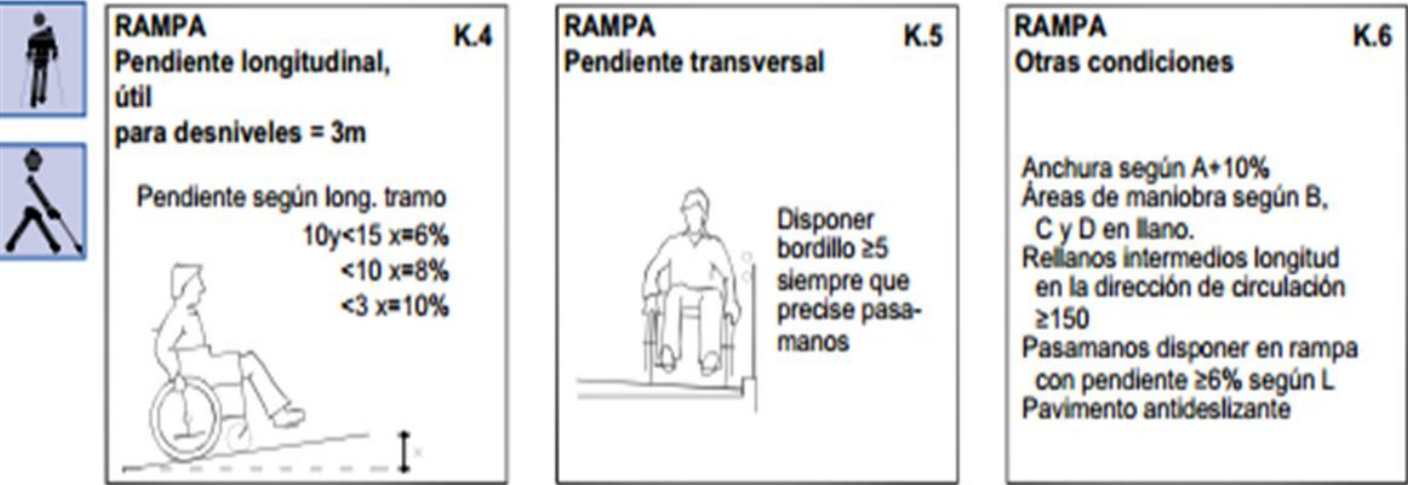 RAMPA
K.4
Pendiente longitudinal,
útil
para desniveles = 3m
Pendiente según long. tramo
10y<15 x=6%
<10 x=8%
<3 x=10%
x
RAMPA
K.5
Pendiente transversal
Disponer
bordillo ≥5
siempre que
precise pasa-
manos
RAMPA
K.6
Otras condiciones
Anchura según A+10%
Áreas de maniobra según B,
C y D en llano.
Rellanos intermedios longitud
en la dirección de circulación
≥150
Pasamanos disponer en rampa
con pendiente ≥6% según L
Pavimento antideslizante